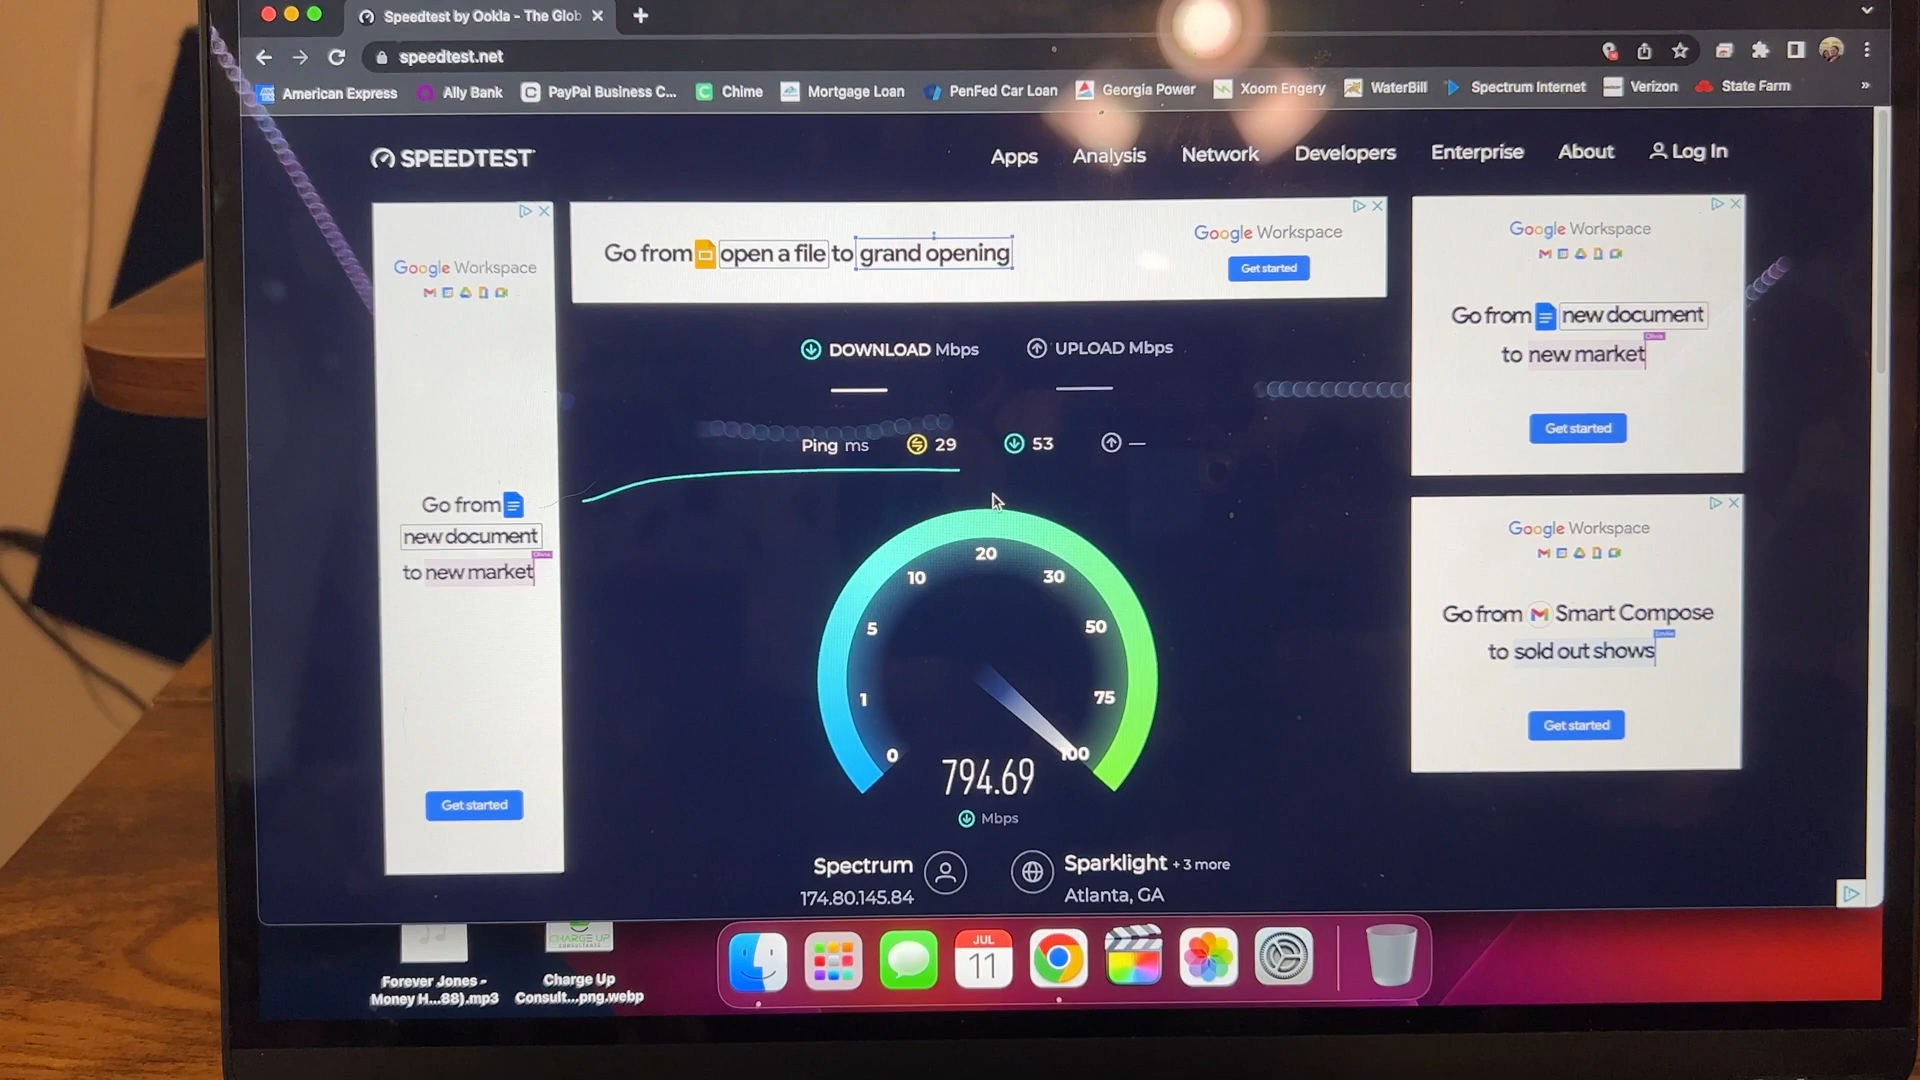 Speedtest by Ookla - The Glob
speedtest.net
American Express
Ally Bank
PayPal Business C...
Chime
Mortgage Loan
PenFed Car Loan
Georgia Power
Xoom Engery
WaterBill
Spectrum Internet
Verizon
State Farm
SPEEDTEST
Apps
Analysis
Network
Developers
Enterprise
About
Log In
Google Workspace
Go from
new document
to new market
Get started
Go from open a file to grand opening
Google Workspace
Get started
Google Workspace
Go from new document
to new market
Get started
Google Workspace
Go from Smart Compose
to sold out shows
Get started
DOWNLOAD Mbps
UPLOAD Mbps
Ping ms 29 53 —
0
1
5
10
20
30
50
75
100
794.69
Mbps
Spectrum
174.80.145.84
Sparklight + 3 more
Atlanta, GA
Forever Jones -
Money H...88).mp3
CHARGE UP
Charge Up
Consult...png.webp
JUL
11